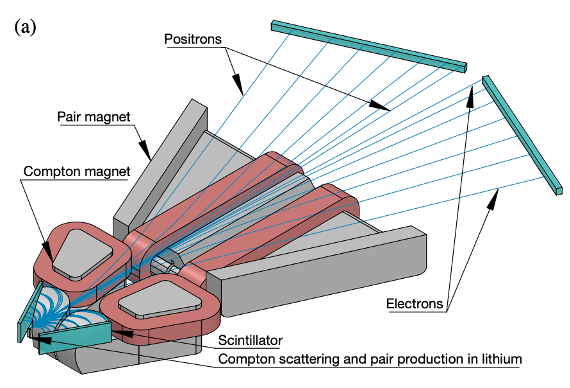 (a)
Positrons
Pair magnet
Compton magnet
Electrons
Scintillator
Compton scattering and pair production in lithium